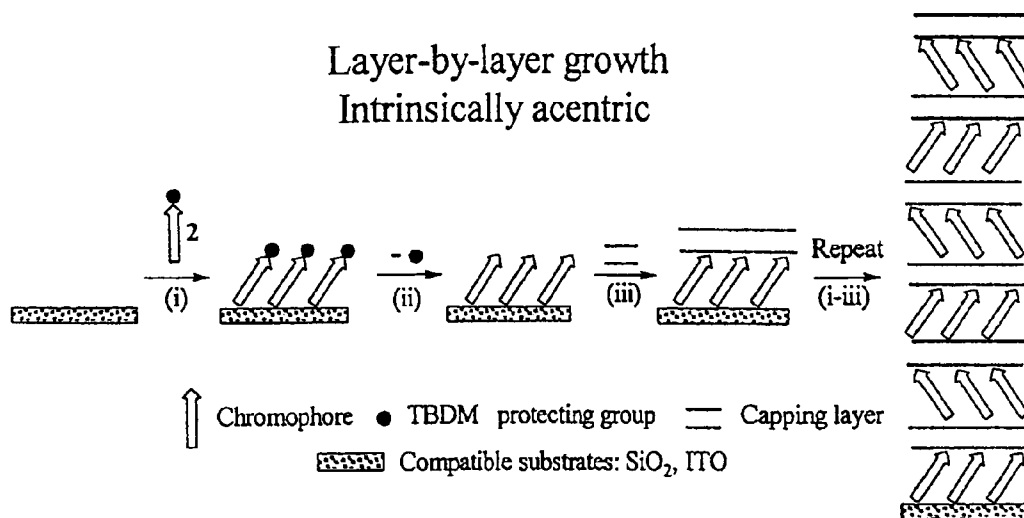 Layer-by-layer growth
Intrinsically acentric
2
(i)
-
(ii)
(iii)
Repeat
(i-iii)
Chromophore
TBDM protecting group
Capping layer
Compatible substrates: SiO₂, ITO